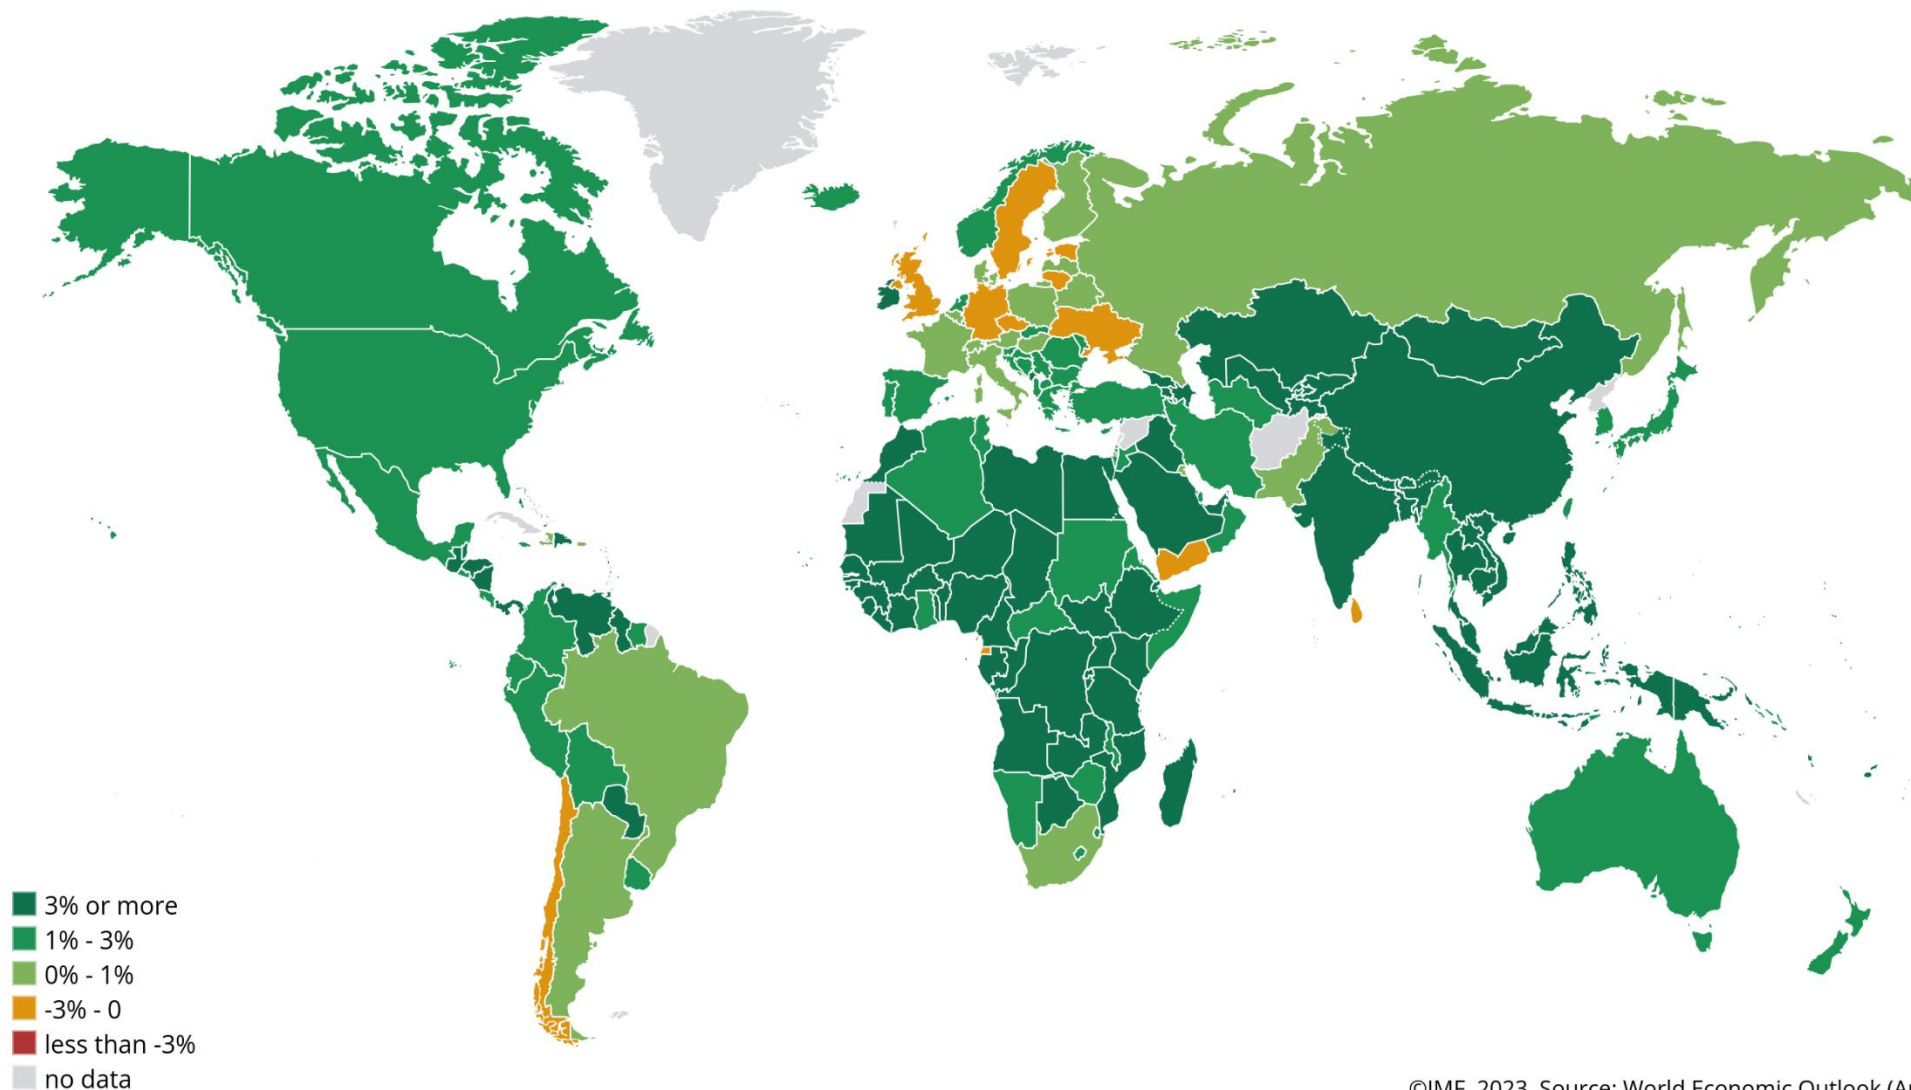 3% or more
1% - 3%
0% - 1%
-3% - 0
less than -3%
no data
©IMF, 2023, Source: World Economic Outlook